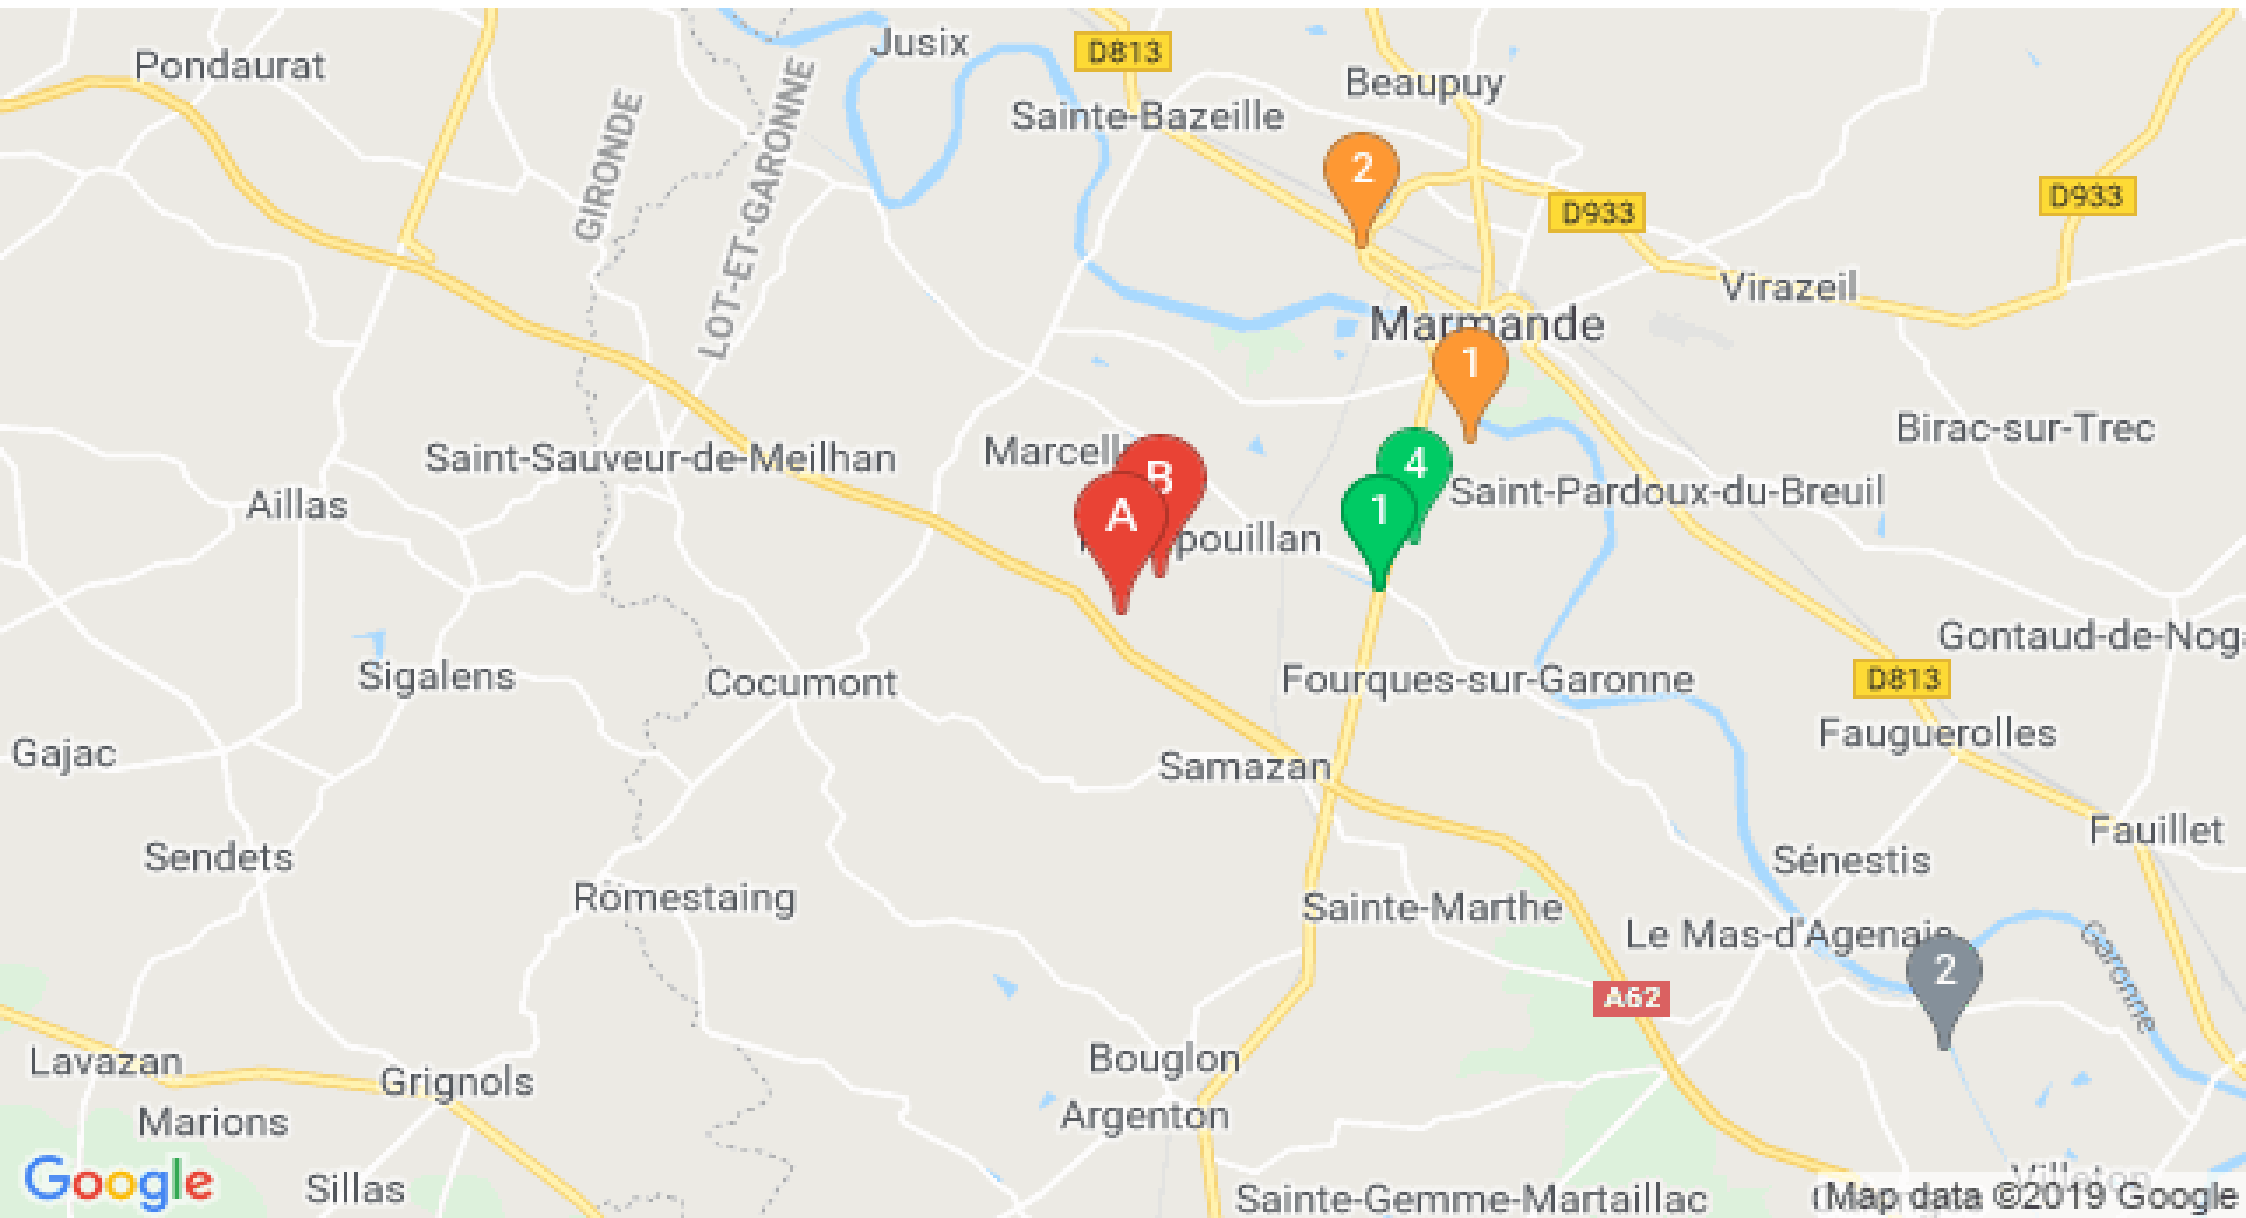 Jusix
D813
Pondaurat
Beaupuy
Sainte-Bazeille
GIRONDE
LOT-ET-GARONNE
2
D933
D933
Virazeil
Marmande
1
Birac-sur-Trec
Saint-Sauveur-de-Meilhan
B
4
Saint-Pardoux-du-Breuil
Aillas
A
1
Gontaud-de-Nog
Sigalens
Cocumont
Fourques-sur-Garonne
D813
Fauguerolles
Gajac
Samazan
Fauillet
Sendets
Sénestis
Romestaing
Sainte-Marthe
Le Mas-d'Agenais
Garonne
2
A62
Lavazan
Bouglon
Grignols
Marions
Argenton
Google
Sillas
Sainte-Gemme-Martaillac
Map data ©2019 Google